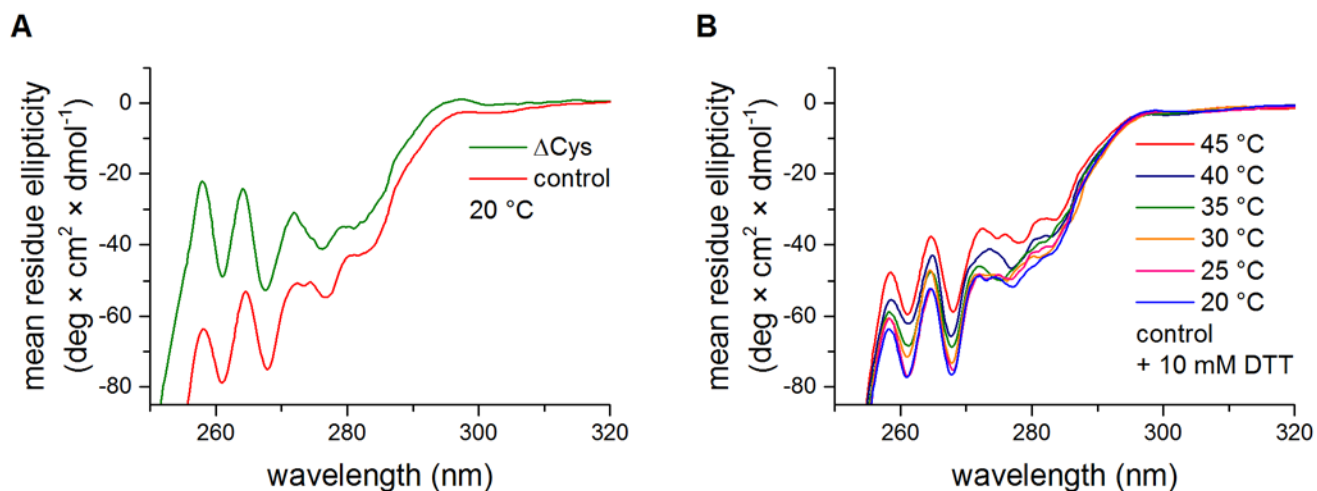 A
mean residue ellipticity
(deg × cm² × dmol⁻¹)
0
-20
-40
-60
-80
260
280
300
320
wavelength (nm)
ΔCys
control
20 °C
B
mean residue ellipticity
(deg × cm² × dmol⁻¹)
0
-20
-40
-60
-80
260
280
300
320
wavelength (nm)
45 °C
40 °C
35 °C
30 °C
25 °C
20 °C
control
+ 10 mM DTT